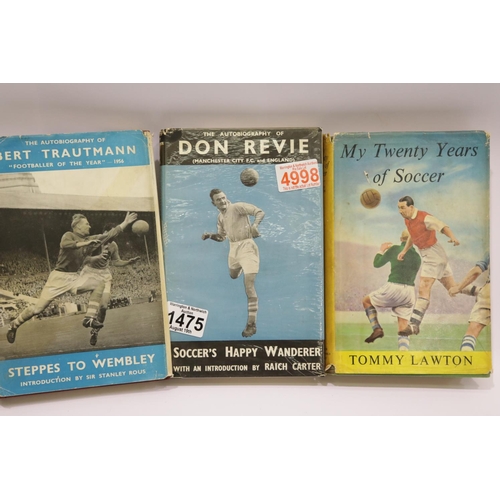 THE AUTOBIOGRAPHY OF
BERT TRAUTMANN
"FOOTBALLER OF THE YEAR" 1956
STEPPES TO WEMBLEY
INTRODUCTION BY SIR STANLEY ROUS
THE AUTOBIOGRAPHY OF
DON REVIE
(MANCHESTER CITY F.C. and ENGLAND)
4998
1475
August 10th
SOCCER'S HAPPY WANDERER
WITH AN INTRODUCTION BY RAICH CARTER
My Twenty Years
of Soccer
TOMMY LAWTON